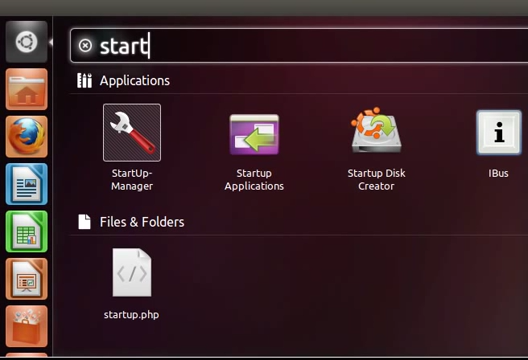 start
Applications
StartUp-
Manager
Startup
Applications
Startup Disk
Creator
i
IBus
Files & Folders
</>
startup.php